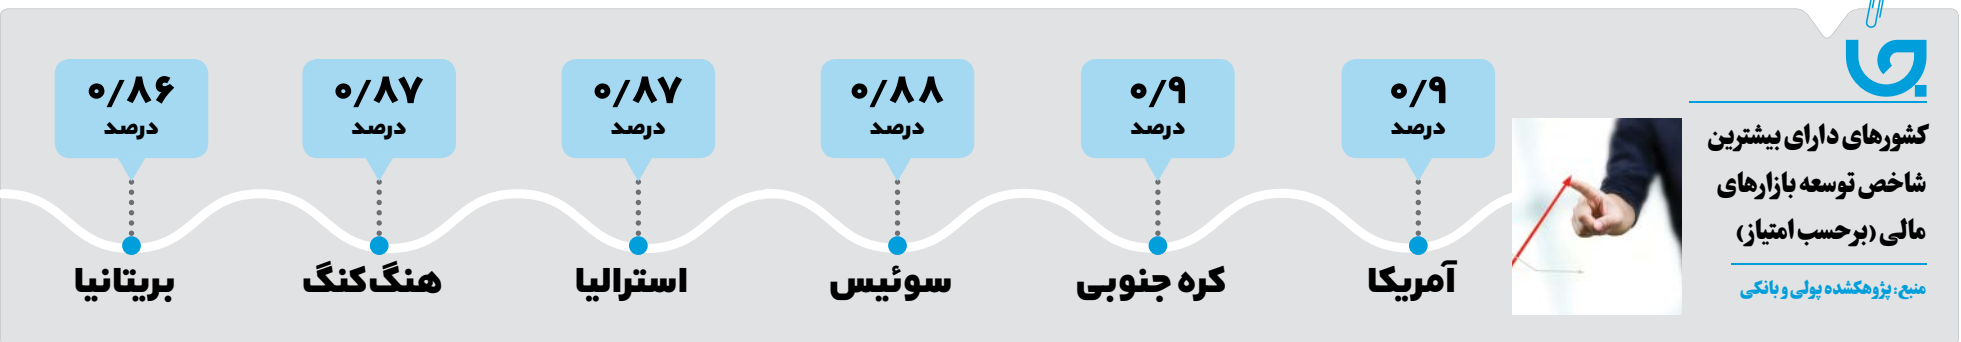 کشورهای دارای بیشترین
شاخص توسعه بازارهای
مالی (برحسب امتیاز)
منبع: پژوهکشده پولی و بانکی
۰/۹
درصد
آمریکا
۰/۹
درصد
کره جنوبی
۰/۸۸
درصد
سوئیس
۰/۸۷
درصد
استرالیا
۰/۸۷
درصد
هنگ‌کنگ
۰/۸۶
درصد
بریتانیا